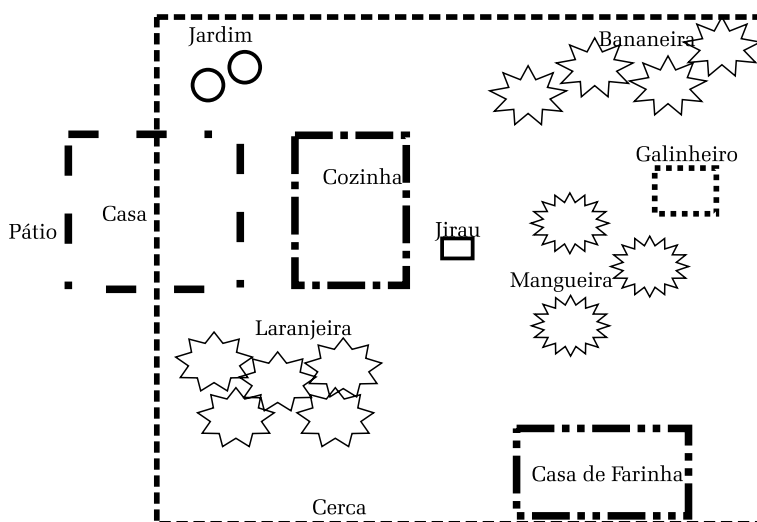 Jardim
Bananeira
Galinheiro
Cozinha
Casa
Pátio
Jirau
Mangueira
Laranjeira
Casa de Farinha
Cerca